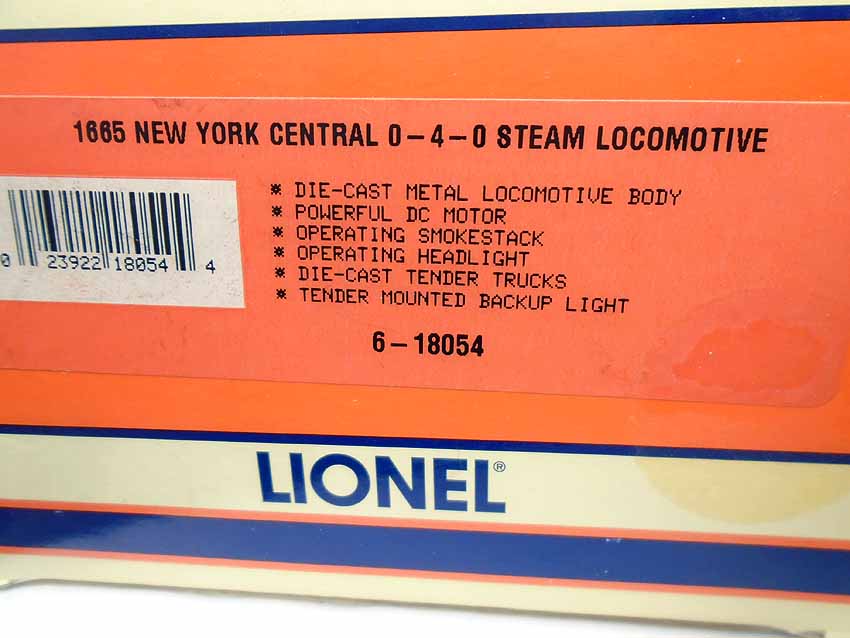 1665 NEW YORK CENTRAL 0-4-0 STEAM LOCOMOTIVE
* DIE-CAST METAL LOCOMOTIVE BODY
* POWERFUL DC MOTOR
* OPERATING SMOKESTACK
* OPERATING HEADLIGHT
* DIE-CAST TENDER TRUCKS
* TENDER MOUNTED BACKUP LIGHT
0 23922 18054 4
6-18054
LIONEL®